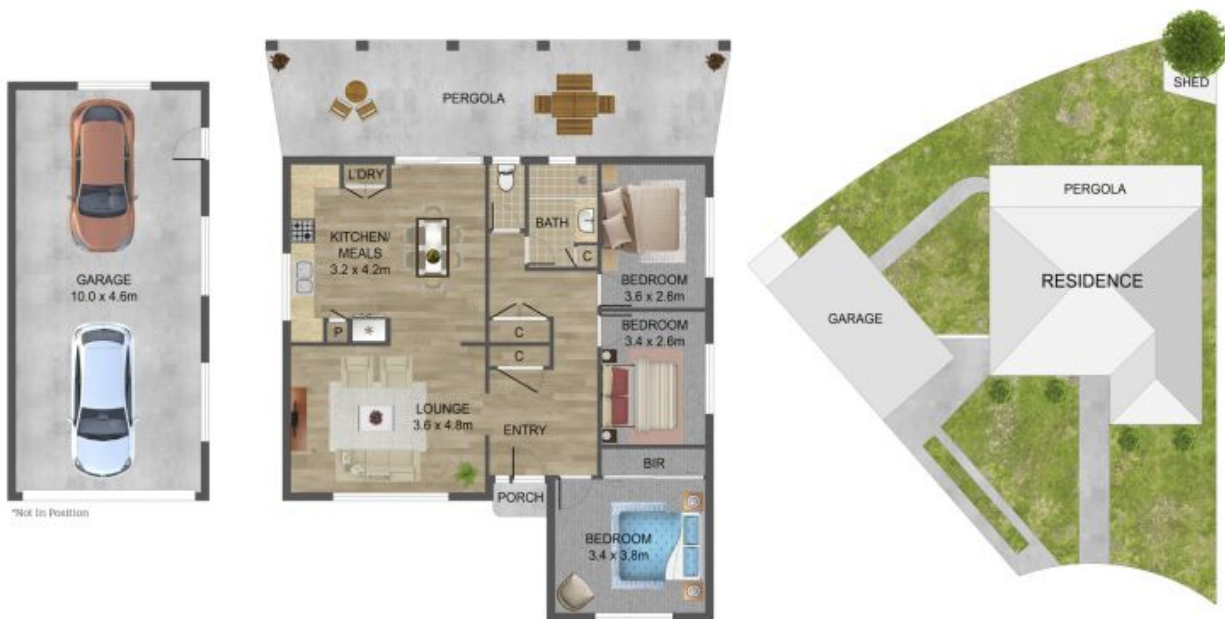 GARAGE
10.0 x 4.6m
*Not In Position
PERGOLA
L'DRY
KITCHEN/
MEALS
3.2 x 4.2m
BATH
C
BEDROOM
3.6 x 2.6m
BEDROOM
3.4 x 2.6m
P
*
C
C
LOUNGE
3.6 x 4.8m
ENTRY
PORCH
BIR
BEDROOM
3.4 x 3.8m
SHED
PERGOLA
RESIDENCE
GARAGE